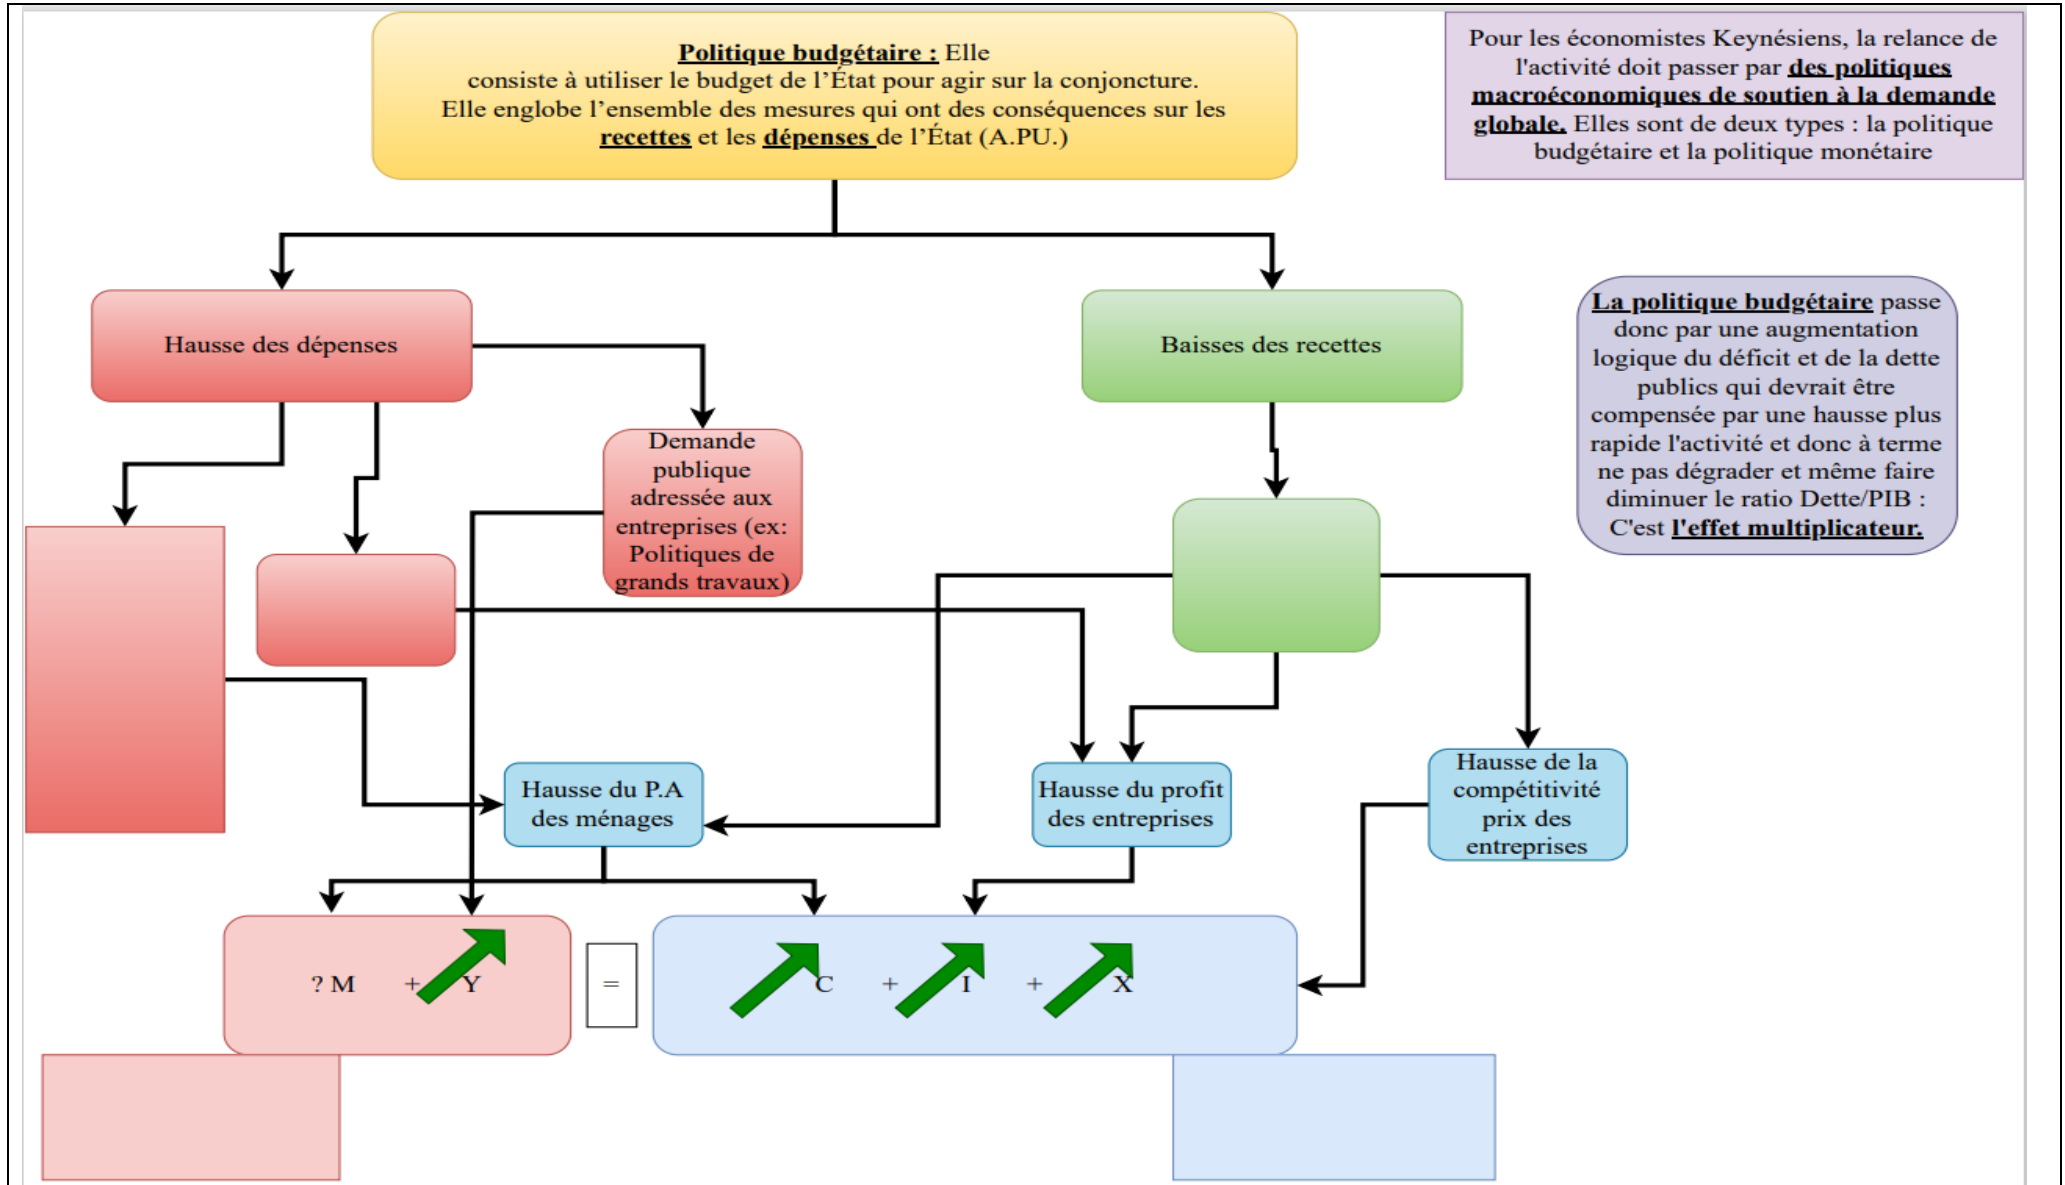 Politique budgétaire : Elle
consiste à utiliser le budget de l'État pour agir sur la conjoncture.
Elle englobe l'ensemble des mesures qui ont des conséquences sur les
recettes et les dépenses de l'État (A.PU.)
Pour les économistes Keynésiens, la relance de
l'activité doit passer par des politiques
macroéconomiques de soutien à la demande
globale. Elles sont de deux types : la politique
budgétaire et la politique monétaire
Hausse des dépenses
Baisses des recettes
La politique budgétaire passe
donc par une augmentation
logique du déficit et de la dette
publics qui devrait être
compensée par une hausse plus
rapide l'activité et donc à terme
ne pas dégrader et même faire
diminuer le ratio Dette/PIB :
C'est l'effet multiplicateur.
Demande
publique
adressée aux
entreprises (ex:
Politiques de
grands travaux)
Hausse du P.A
des ménages
Hausse du profit
des entreprises
Hausse de la
compétitivité
prix des
entreprises
? M + Y = C + I + X